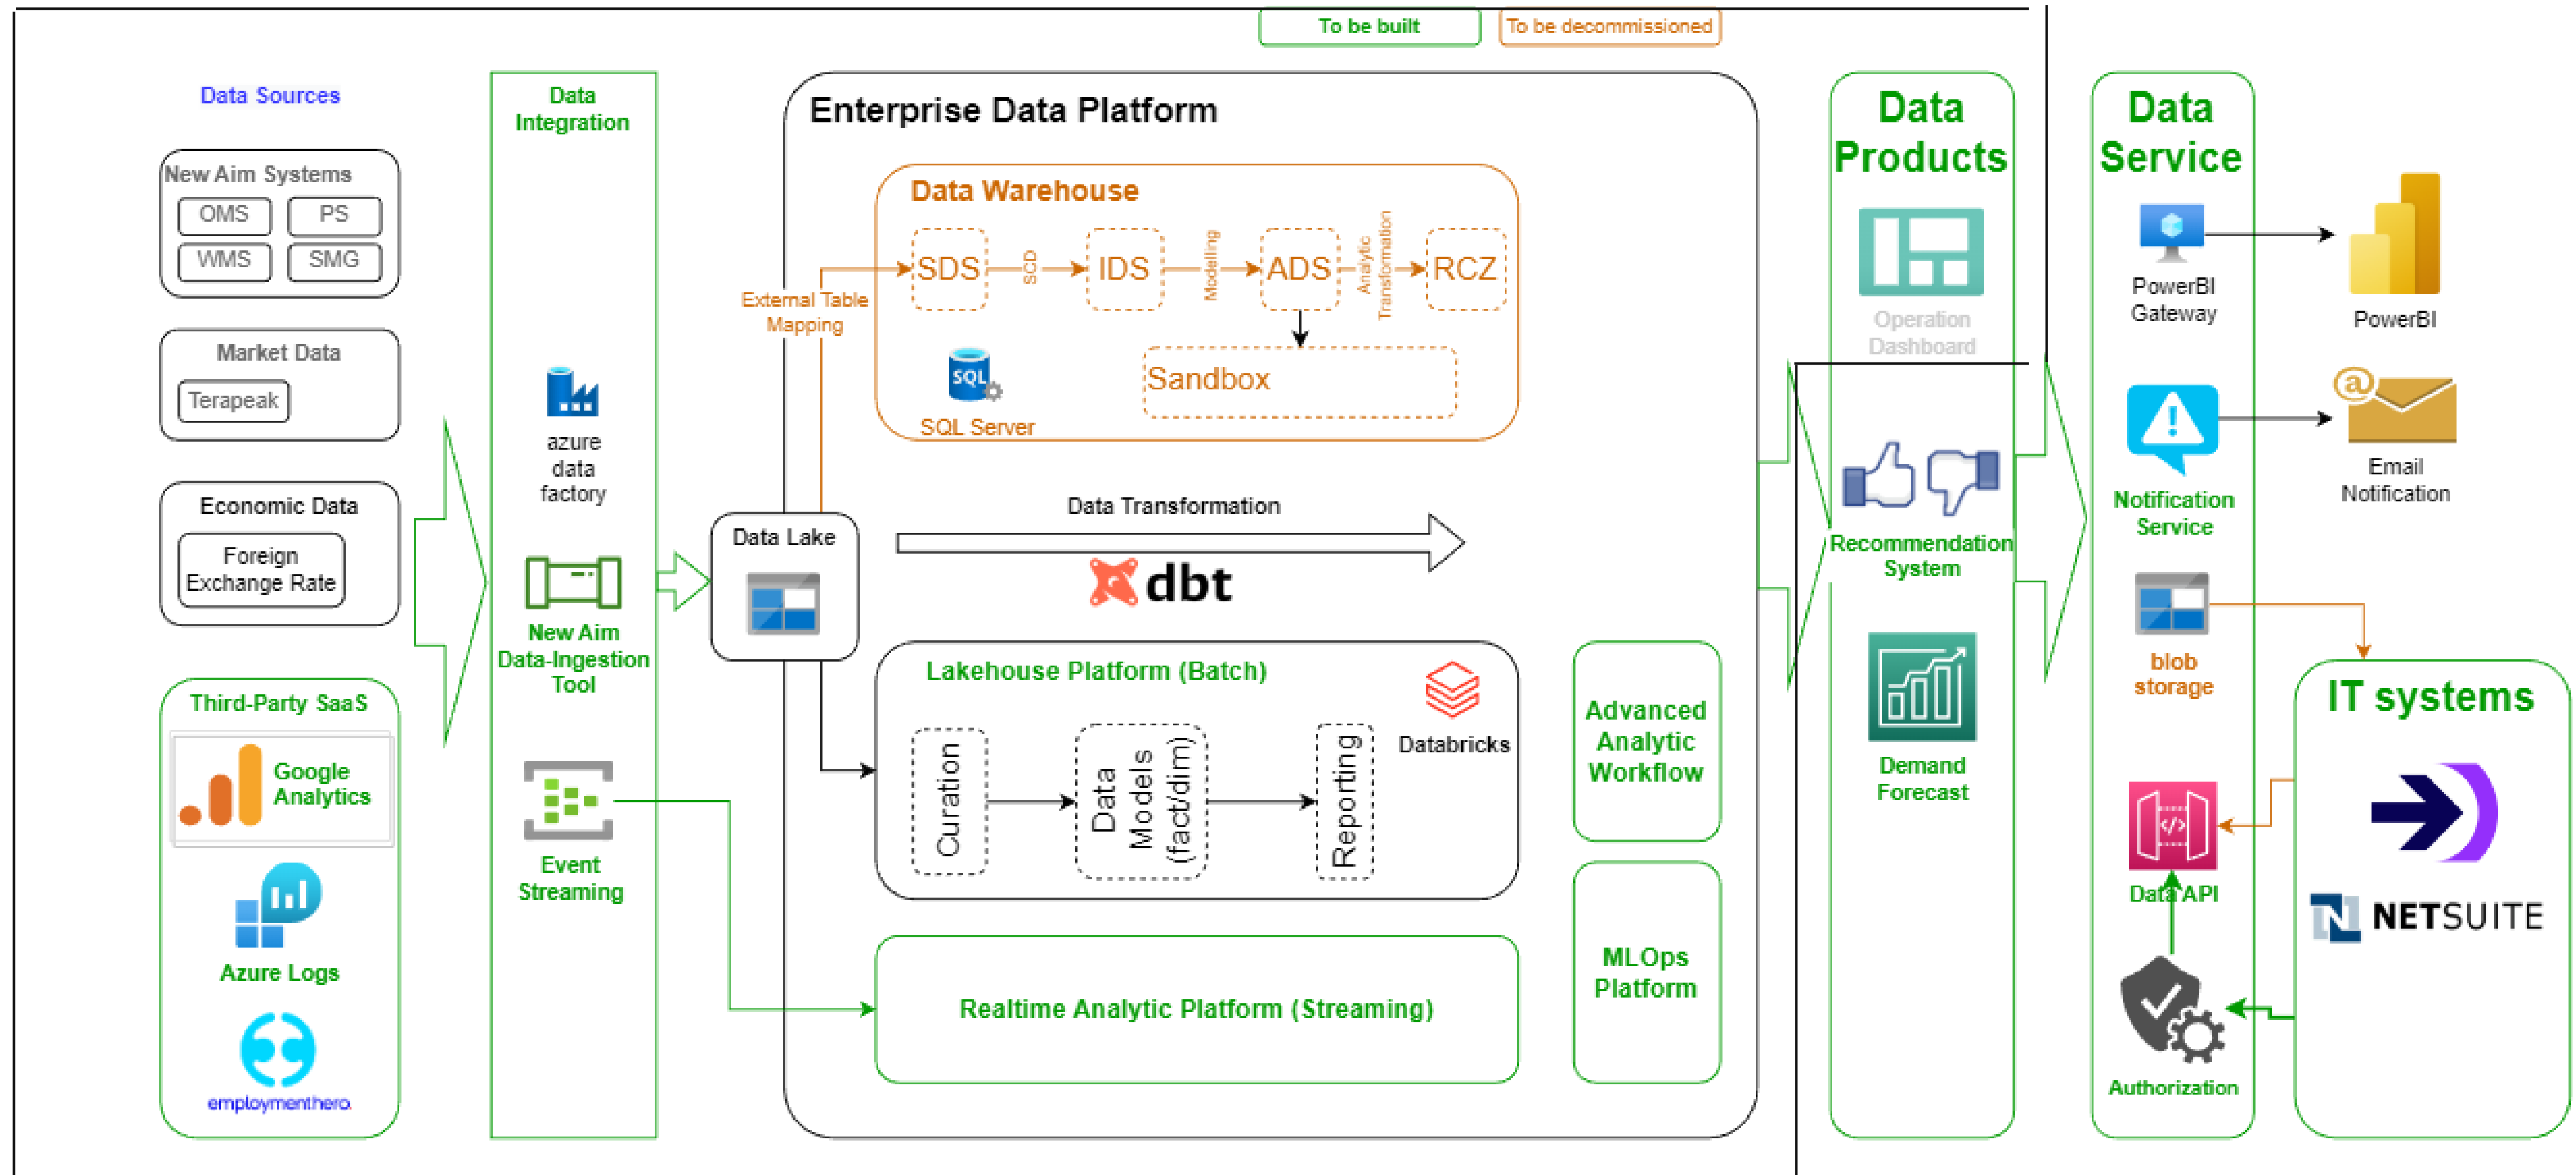 To be built
To be decommissioned
Data Sources
New Aim Systems
OMS
PS
WMS
SMG
Market Data
Terapeak
Economic Data
Foreign
Exchange Rate
Third-Party SaaS
Google
Analytics
Azure Logs
employmenthero.
Data
Integration
azure
data
factory
New Aim
Data-Ingestion
Tool
Event
Streaming
Enterprise Data Platform
Data Warehouse
External Table
Mapping
SDS
SCD
IDS
Modelling
ADS
Analytic
Transformation
RCZ
SQL
SQL Server
Sandbox
Data Lake
Data Transformation
dbt
Lakehouse Platform (Batch)
Databricks
Curation
Data
Models
(fact/dim)
Reporting
Realtime Analytic Platform (Streaming)
Advanced
Analytic
Workflow
MLOps
Platform
Data
Products
Operation
Dashboard
Recommendation
System
Demand
Forecast
Data
Service
PowerBI
Gateway
PowerBI
Notification
Service
@
Email
Notification
blob
storage
</>
Data API
Authorization
IT systems
N
NETSUITE